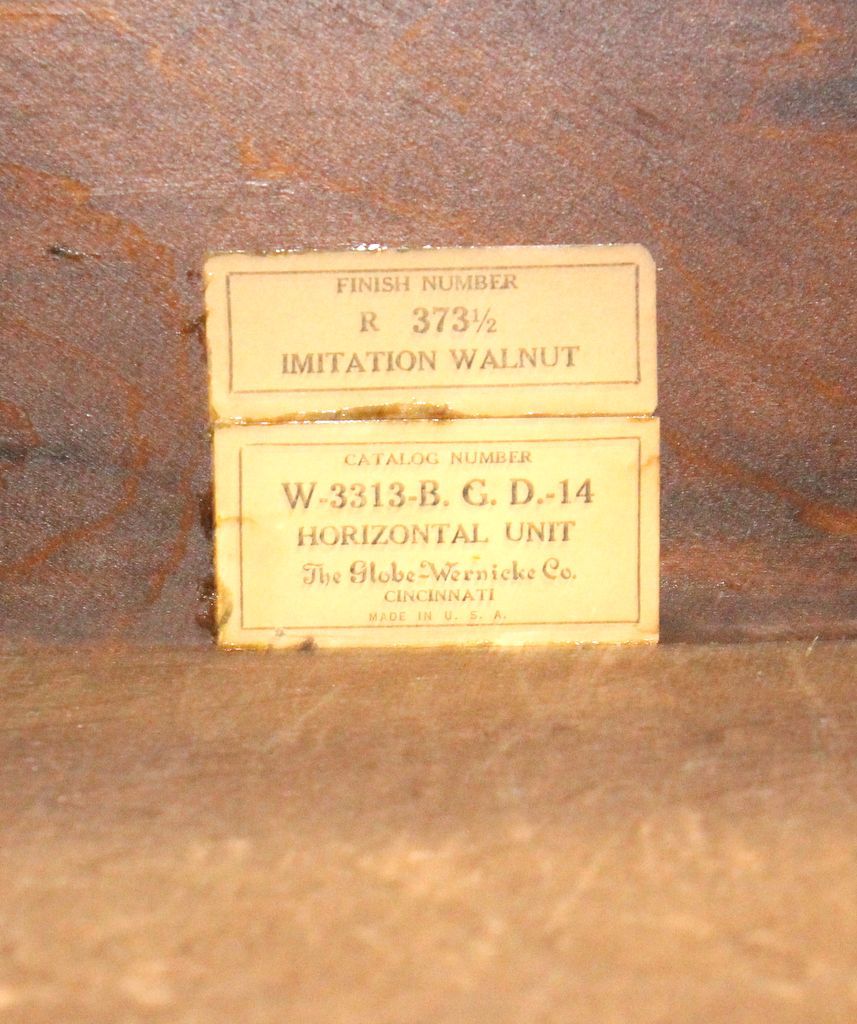 FINISH NUMBER
R 373½
IMITATION WALNUT
CATALOG NUMBER
W-3313-B. G. D.-14
HORIZONTAL UNIT
The Globe-Wernicke Co.
CINCINNATI
MADE IN U. S. A.